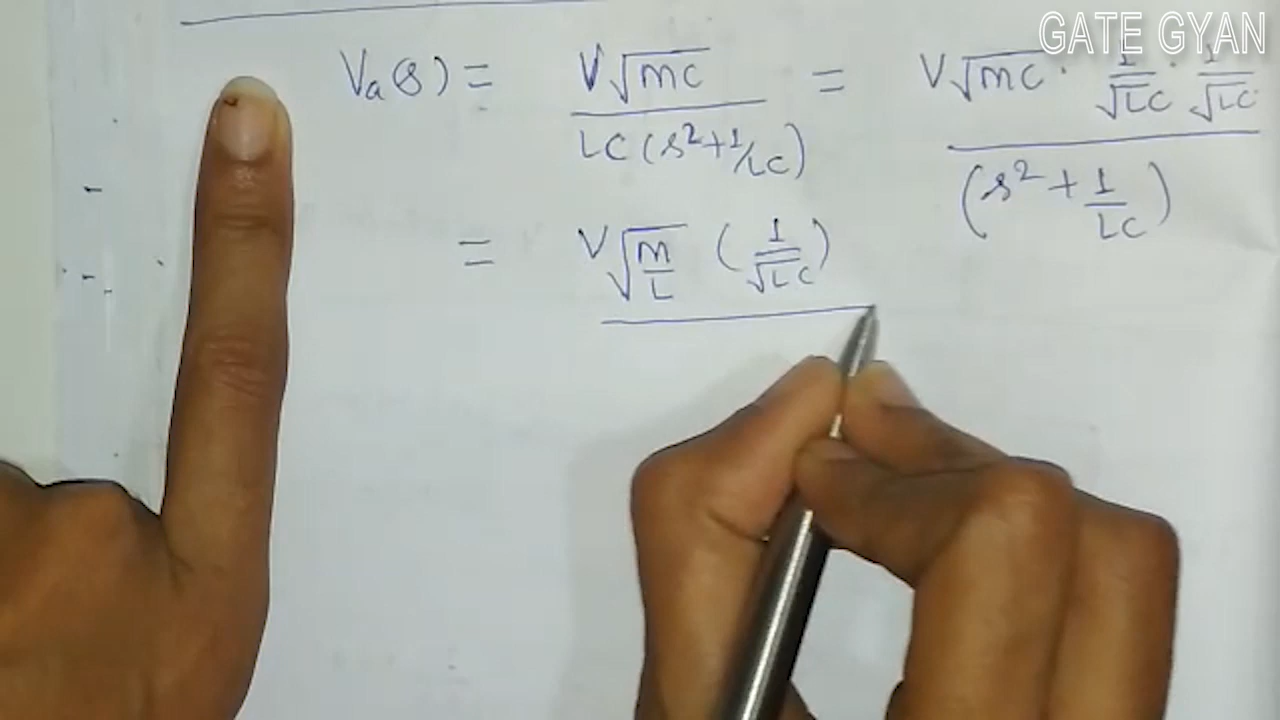 GATE GYAN
Va(s) = V√mC / LC(s²+1/LC) = V√mC · 1/√LC · 1/√LC / (s² + 1/LC)
= V√m/L (1/√LC)